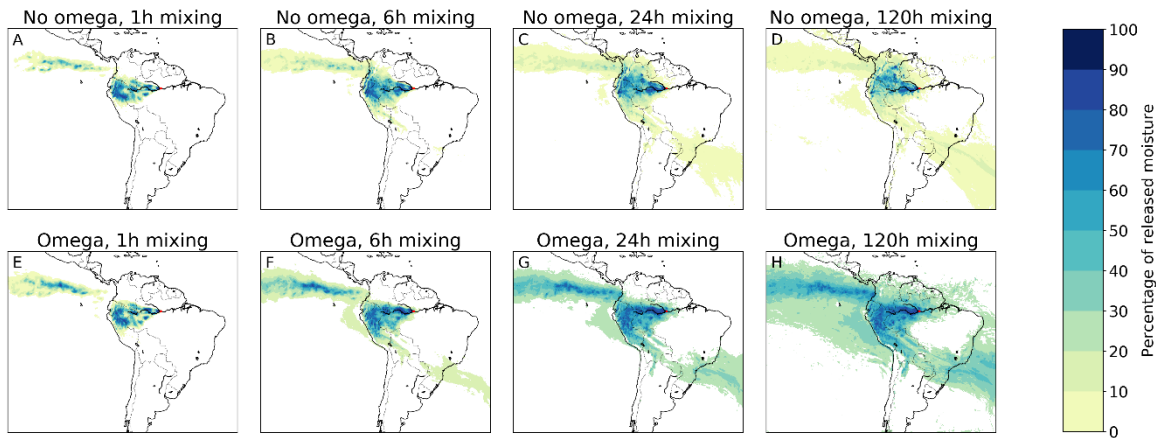 No omega, 1h mixing
No omega, 6h mixing
No omega, 24h mixing
No omega, 120h mixing
A
B
C
D
Omega, 1h mixing
Omega, 6h mixing
Omega, 24h mixing
Omega, 120h mixing
E
F
G
H
100
90
80
70
60
50
40
30
20
10
0
Percentage of released moisture